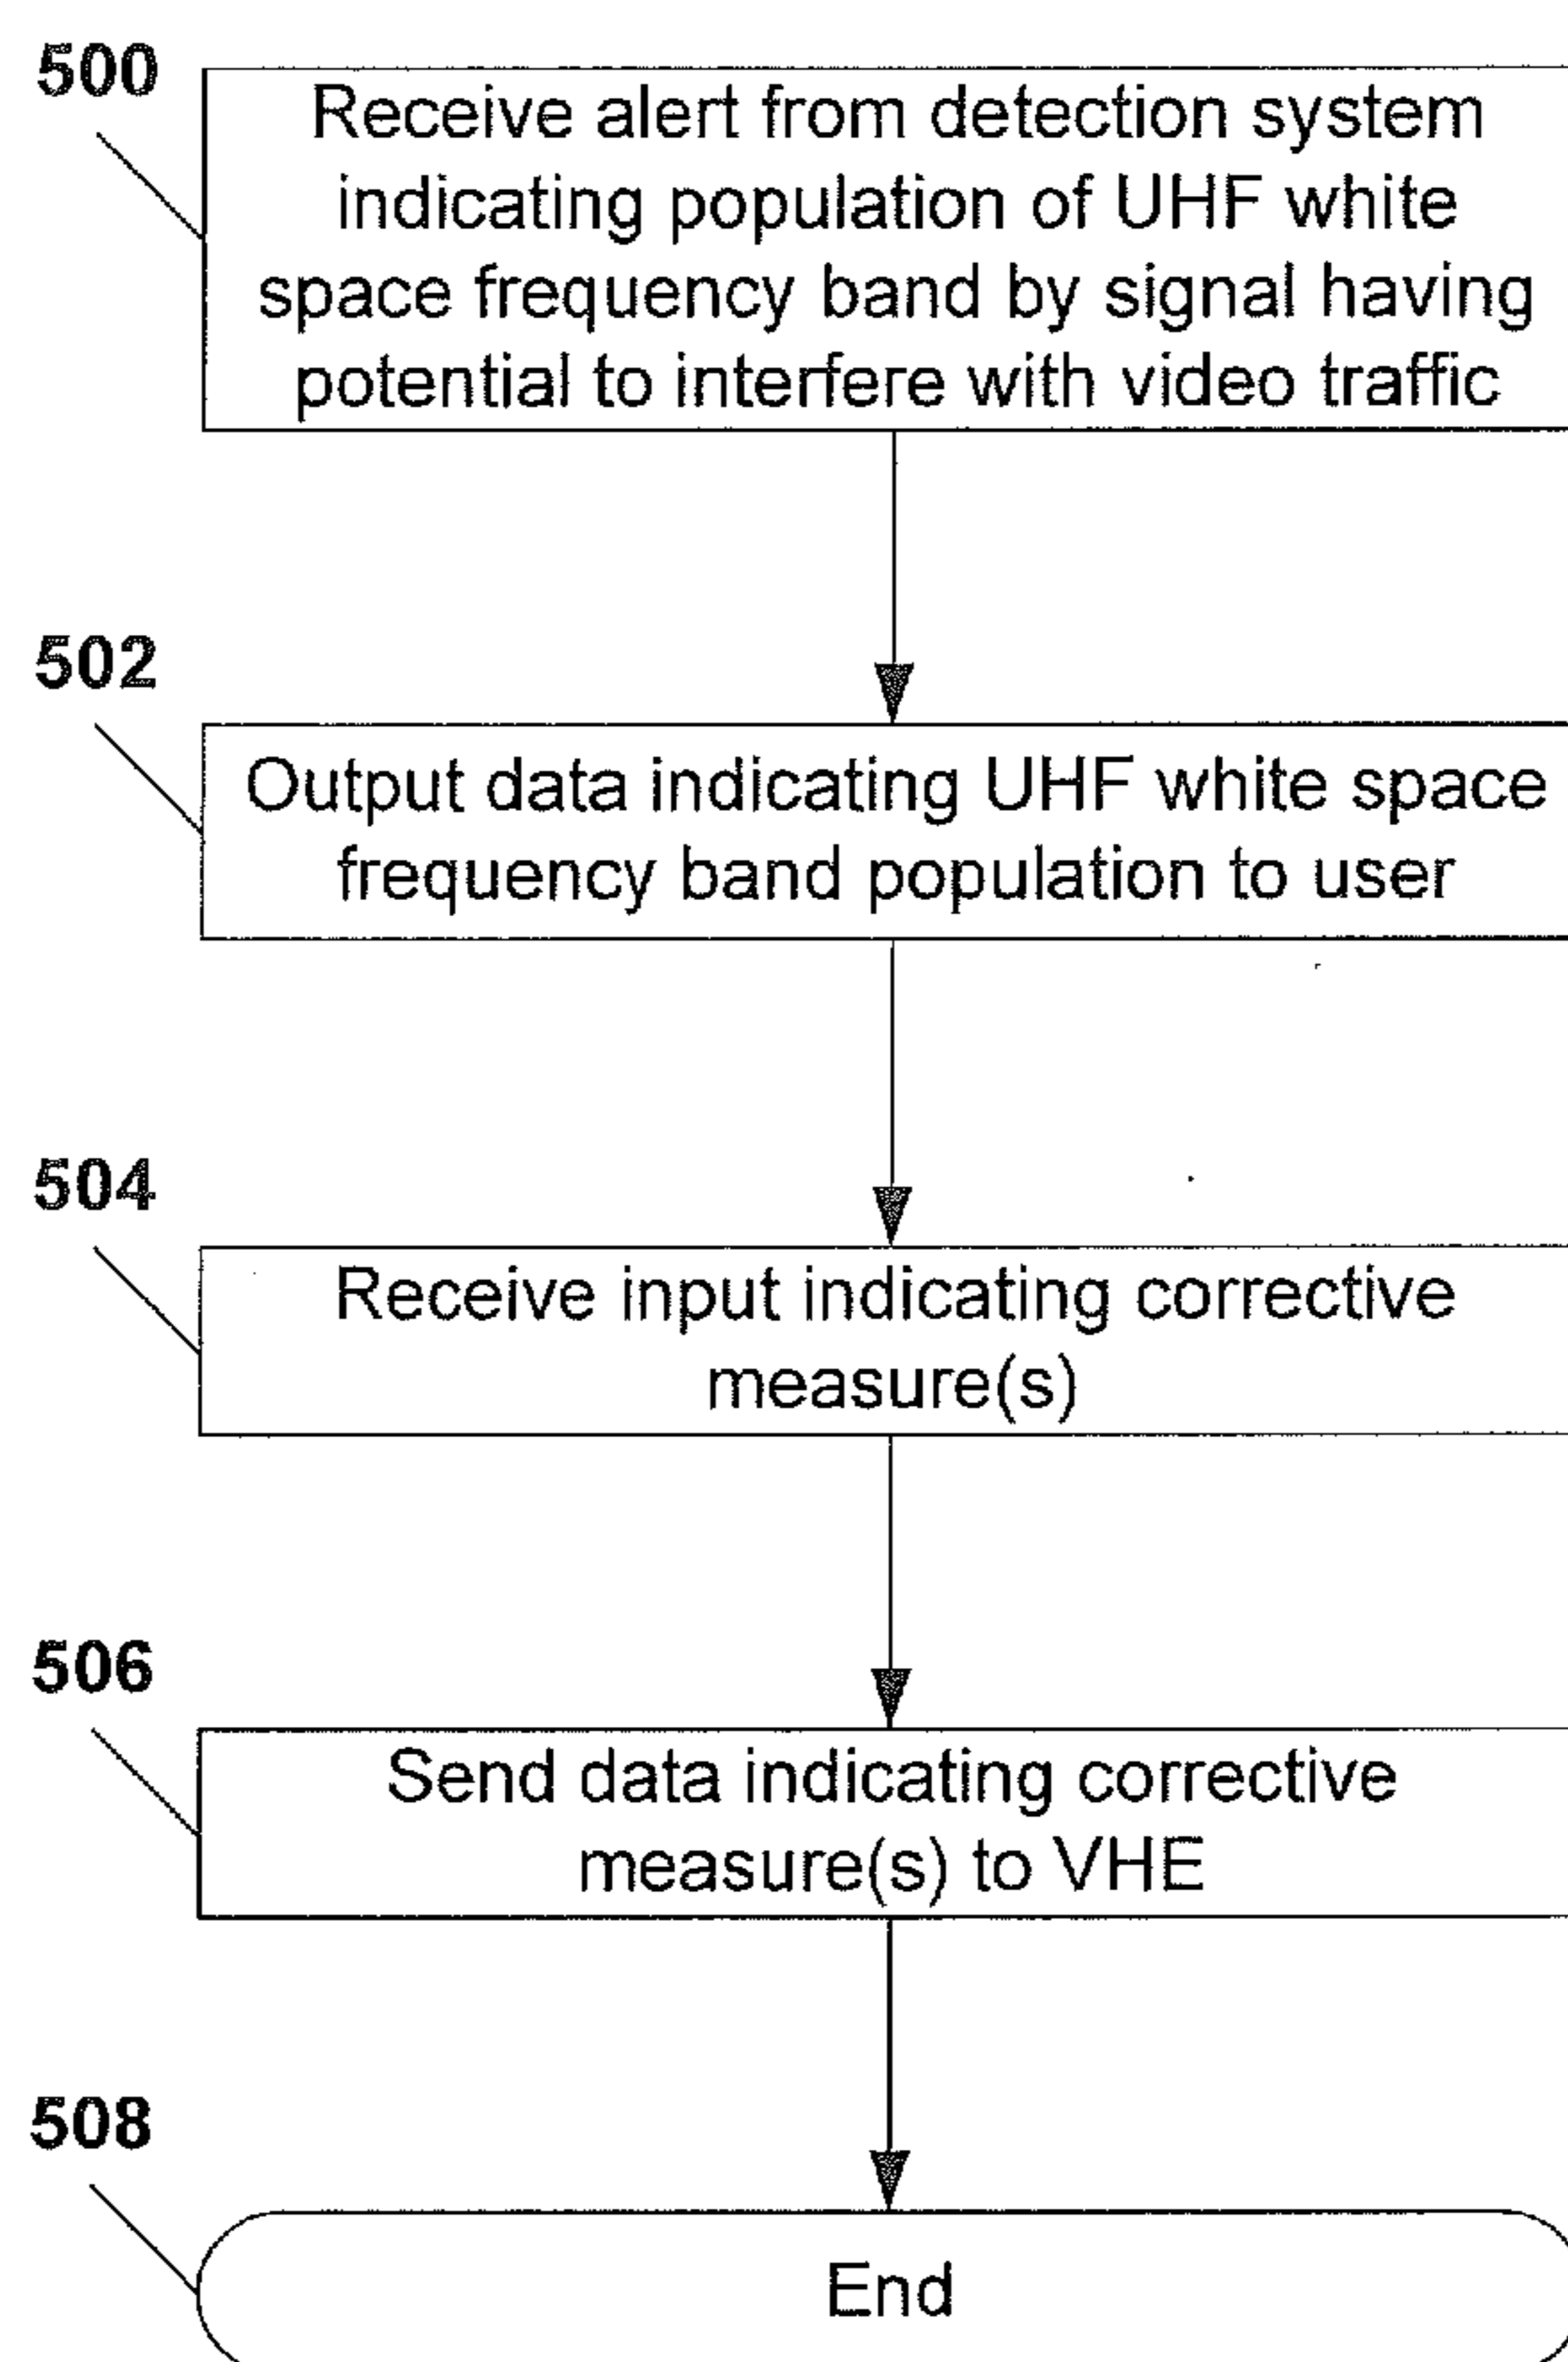 500
Receive alert from detection system
indicating population of UHF white
space frequency band by signal having
potential to interfere with video traffic
502
Output data indicating UHF white space
frequency band population to user
504
Receive input indicating corrective
measure(s)
506
Send data indicating corrective
measure(s) to VHE
508
End